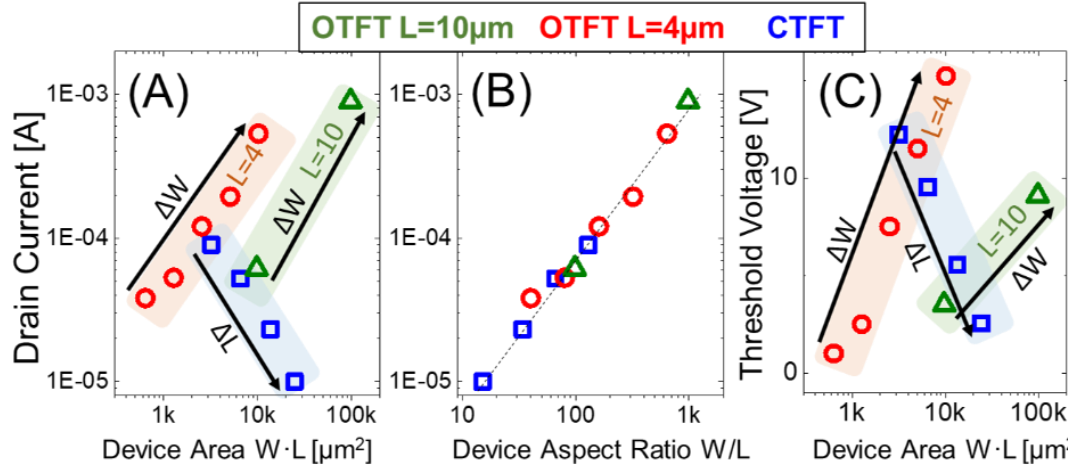 OTFT L=10μm OTFT L=4μm CTFT
(A)
Drain Current [A]
1E-03
1E-04
1E-05
ΔW
L=4
ΔW
L=10
ΔL
1k 10k 100k
Device Area W·L [μm²]
(B)
1E-03
1E-04
1E-05
10 100 1k
Device Aspect Ratio W/L
(C)
Threshold Voltage [V]
10
0
ΔW
L=4
ΔL
L=10
ΔW
1k 10k 100k
Device Area W·L [μm